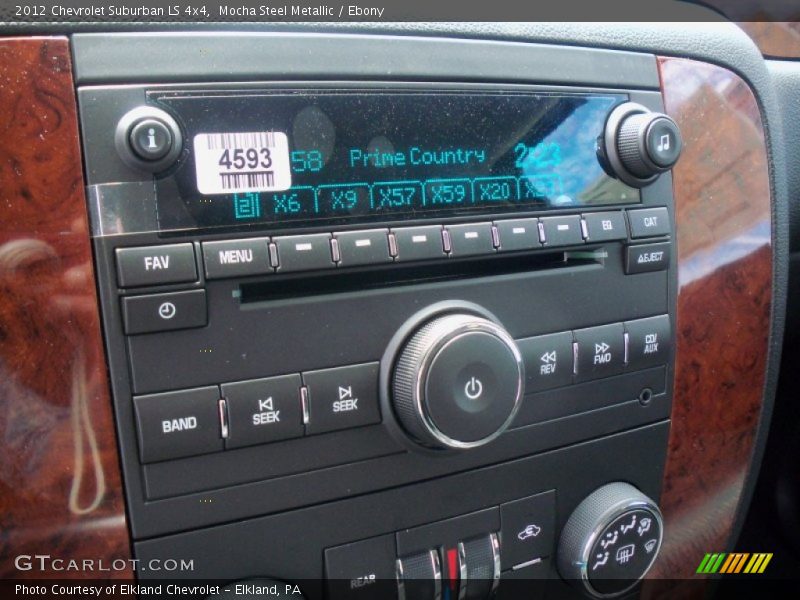 2012 Chevrolet Suburban LS 4x4,  Mocha Steel Metallic / Ebony
i
4593
58 Prime Country
2 X6 X9 X57 X59 X20
FAV MENU EQ CAT
EJECT
BAND SEEK SEEK REV FWD CD/AUX
REAR
GTCARLOT.COM
Photo Courtesy of Elkland Chevrolet - Elkland, PA